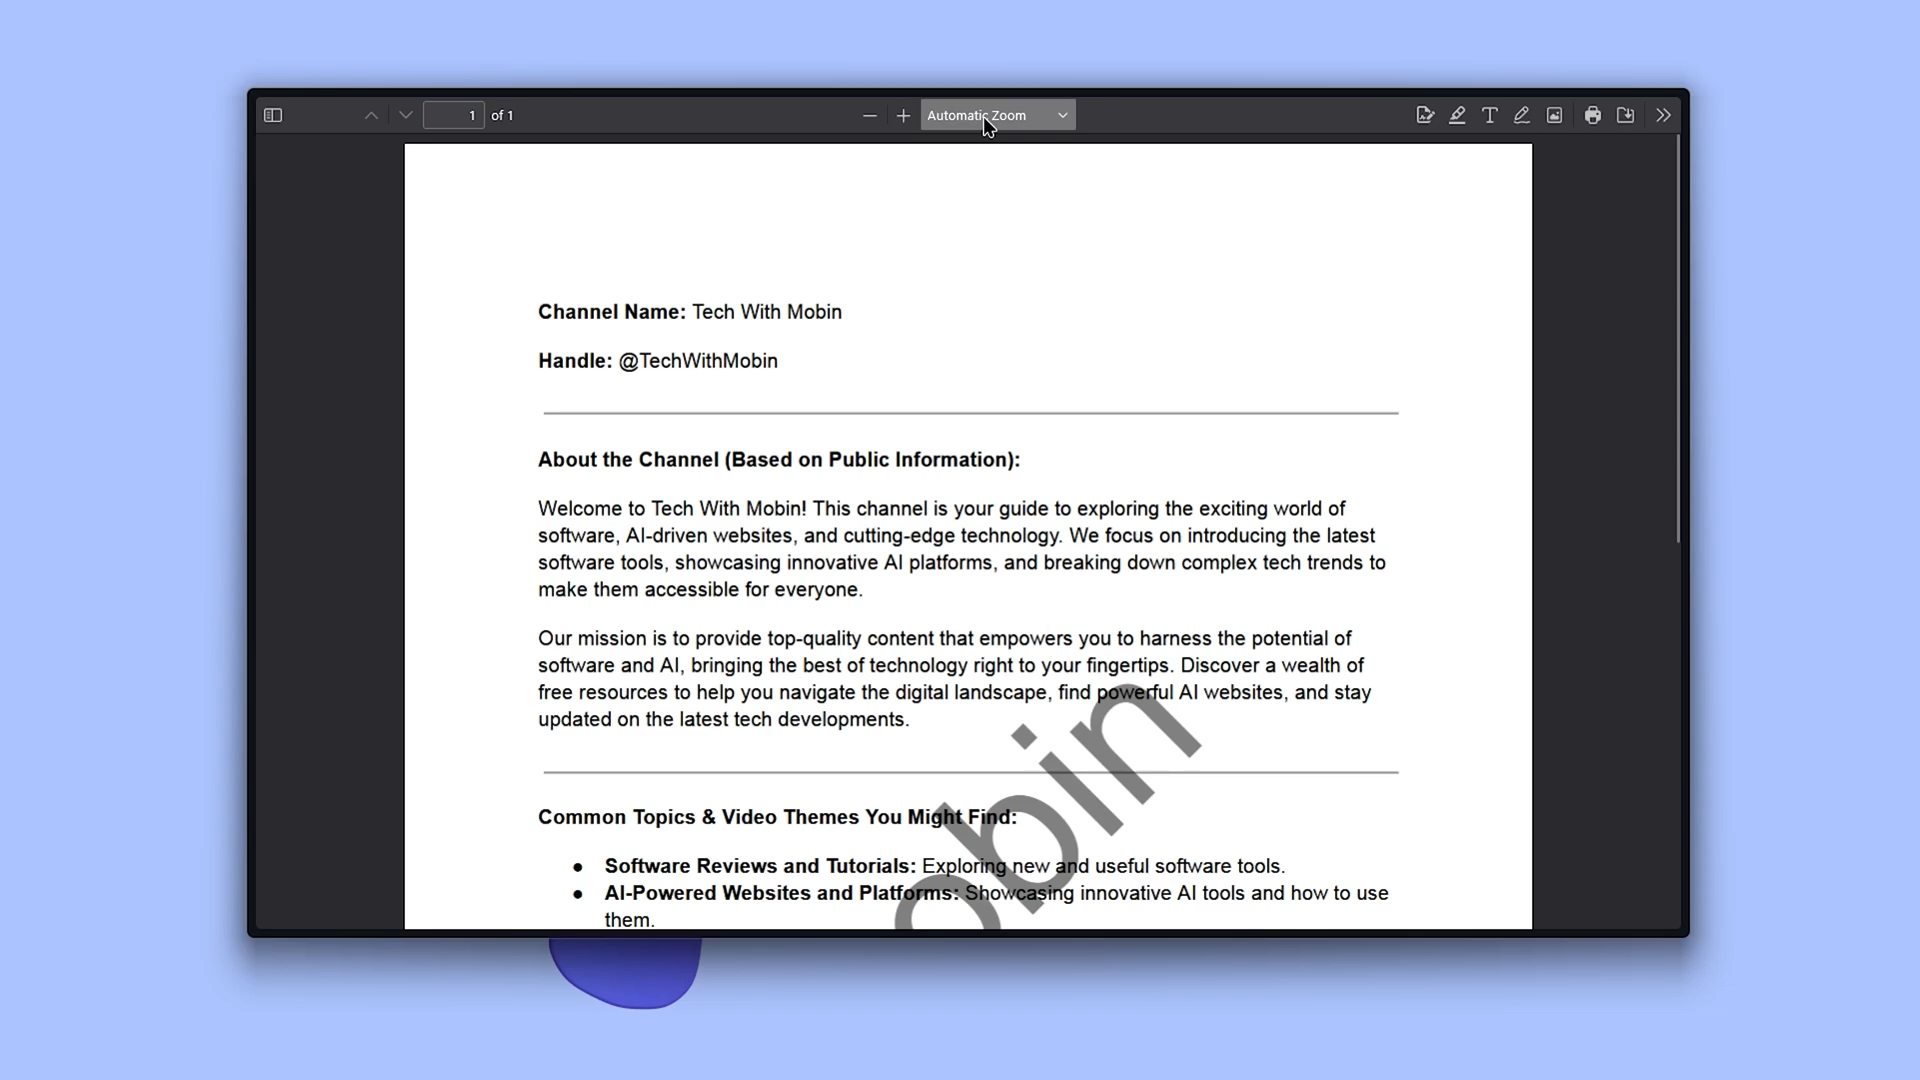 1 of 1
Automatic Zoom
Channel Name: Tech With Mobin
Handle: @TechWithMobin
About the Channel (Based on Public Information):
Welcome to Tech With Mobin! This channel is your guide to exploring the exciting world of
software, AI-driven websites, and cutting-edge technology. We focus on introducing the latest
software tools, showcasing innovative AI platforms, and breaking down complex tech trends to
make them accessible for everyone.
Our mission is to provide top-quality content that empowers you to harness the potential of
software and AI, bringing the best of technology right to your fingertips. Discover a wealth of
free resources to help you navigate the digital landscape, find powerful AI websites, and stay
updated on the latest tech developments.
Common Topics & Video Themes You Might Find:
● Software Reviews and Tutorials: Exploring new and useful software tools.
● AI-Powered Websites and Platforms: Showcasing innovative AI tools and how to use
them.
obin